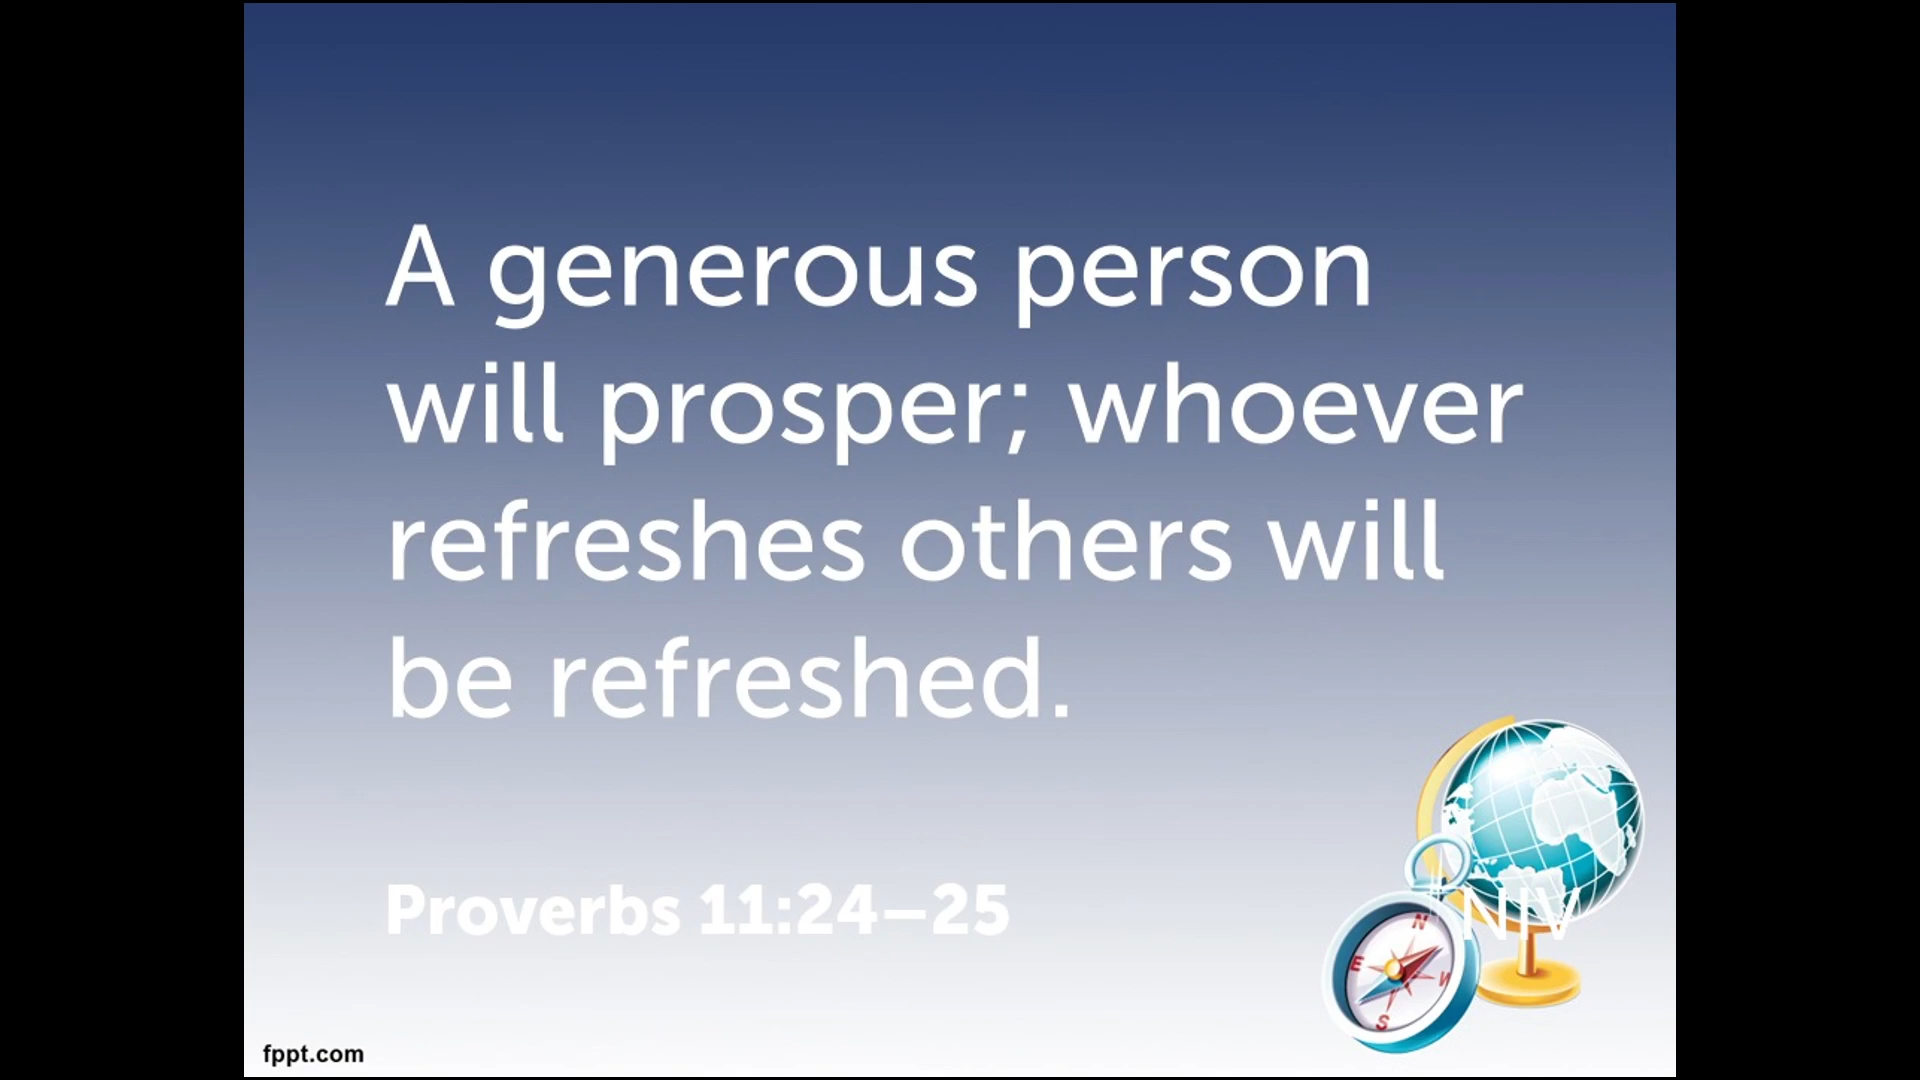 A generous person
will prosper; whoever
refreshes others will
be refreshed.
Proverbs 11:24–25
NIV
N
E
W
S
fppt.com